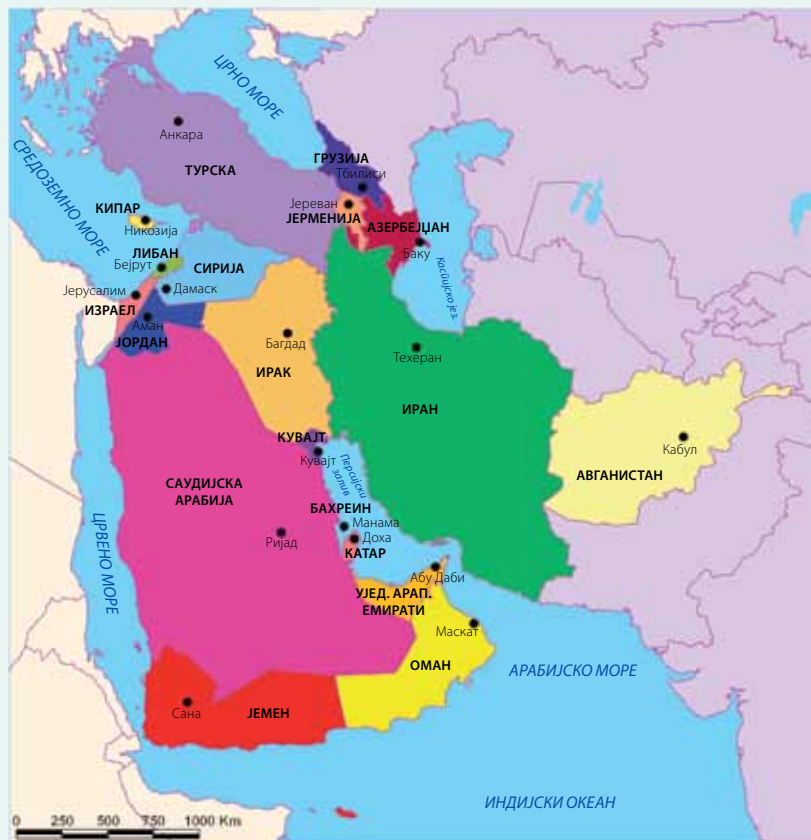 ЦРНО МОРЕ
Анкара
ТУРСКА
ГРУЗИЈА
Тбилиси
СРЕДОЗЕМНО МОРЕ
КИПАР
Никозија
Јереван
ЈЕРМЕНИЈА
АЗЕРБЕЈЏАН
Баку
Каспијско јез.
ЛИБАН
Бејрут
СИРИЈА
Дамаск
Јерусалим
ИЗРАЕЛ
Аман
ЈОРДАН
Багдад
ИРАК
Техеран
ИРАН
Кабул
АВГАНИСТАН
КУВАЈТ
Кувајт
Персијски
залив
САУДИЈСКА
АРАБИЈА
Ријад
БАХРЕИН
Манама
Доха
КАТАР
ЦРВЕНО МОРЕ
Абу Даби
УЈЕД. АРАП.
ЕМИРАТИ
Маскат
ОМАН
АРАБИЈСКО МОРЕ
Сана
ЈЕМЕН
ИНДИЈСКИ ОКЕАН
0 250 500 750 1000 Km